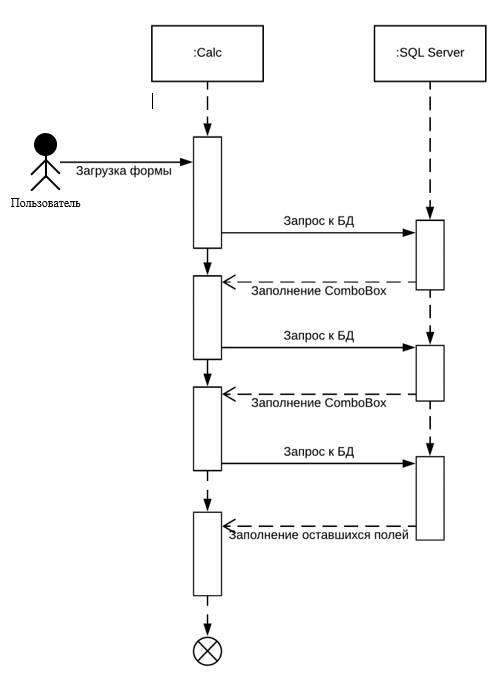 :Calc
:SQL Server
Загрузка формы
Пользователь
Запрос к БД
Заполнение ComboBox
Запрос к БД
Заполнение ComboBox
Запрос к БД
Заполнение оставшихся полей